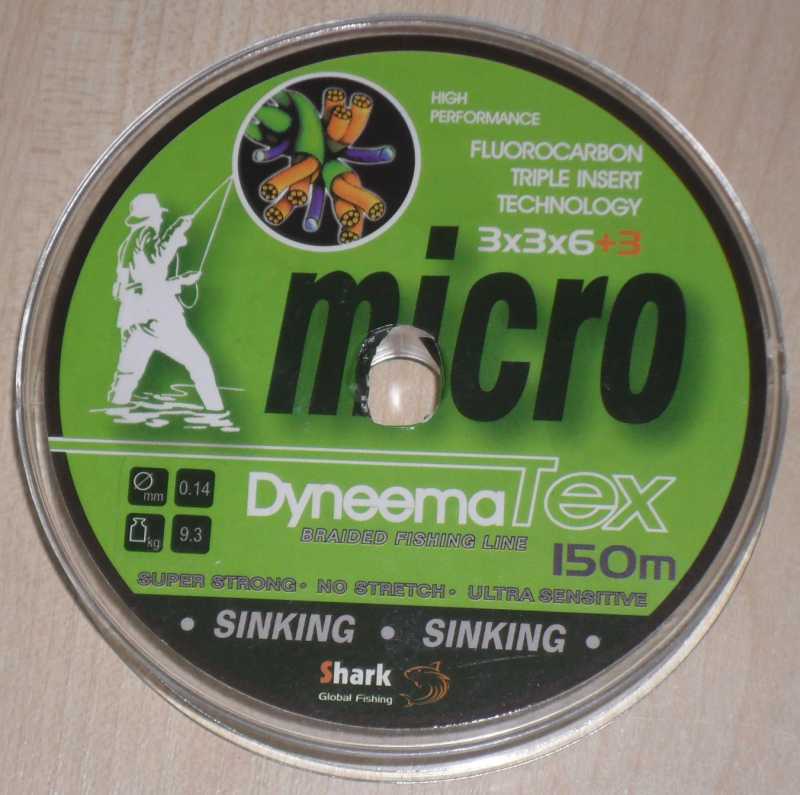 HIGH
PERFORMANCE
FLUOROCARBON
TRIPLE INSERT
TECHNOLOGY
3x3x6+3
micro
DyneemaTex
BRAIDED FISHING LINE
mm 0.14
kg 9.3
150m
SUPER STRONG • NO STRETCH • ULTRA SENSITIVE
• SINKING • SINKING •
Shark
Global Fishing